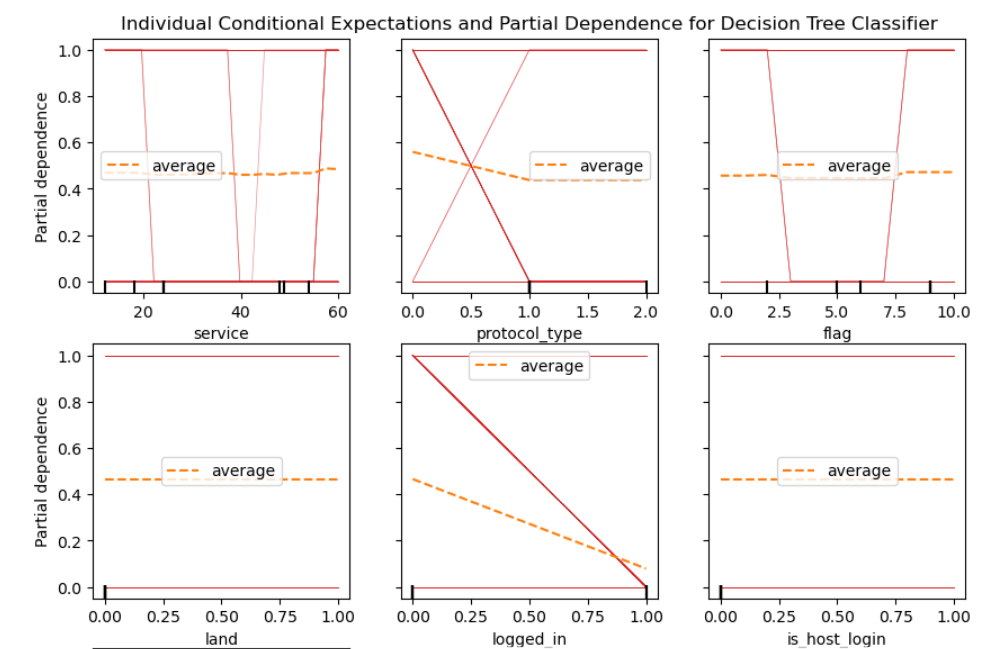 Individual Conditional Expectations and Partial Dependence for Decision Tree Classifier
Partial dependence
1.0
0.8
0.6
0.4
0.2
0.0
average
20 40 60
service
average
0.0 0.5 1.0 1.5 2.0
protocol_type
average
0.0 2.5 5.0 7.5 10.0
flag
Partial dependence
1.0
0.8
0.6
0.4
0.2
0.0
average
0.00 0.25 0.50 0.75 1.00
land
average
0.00 0.25 0.50 0.75 1.00
logged_in
average
0.00 0.25 0.50 0.75 1.00
is_host_login